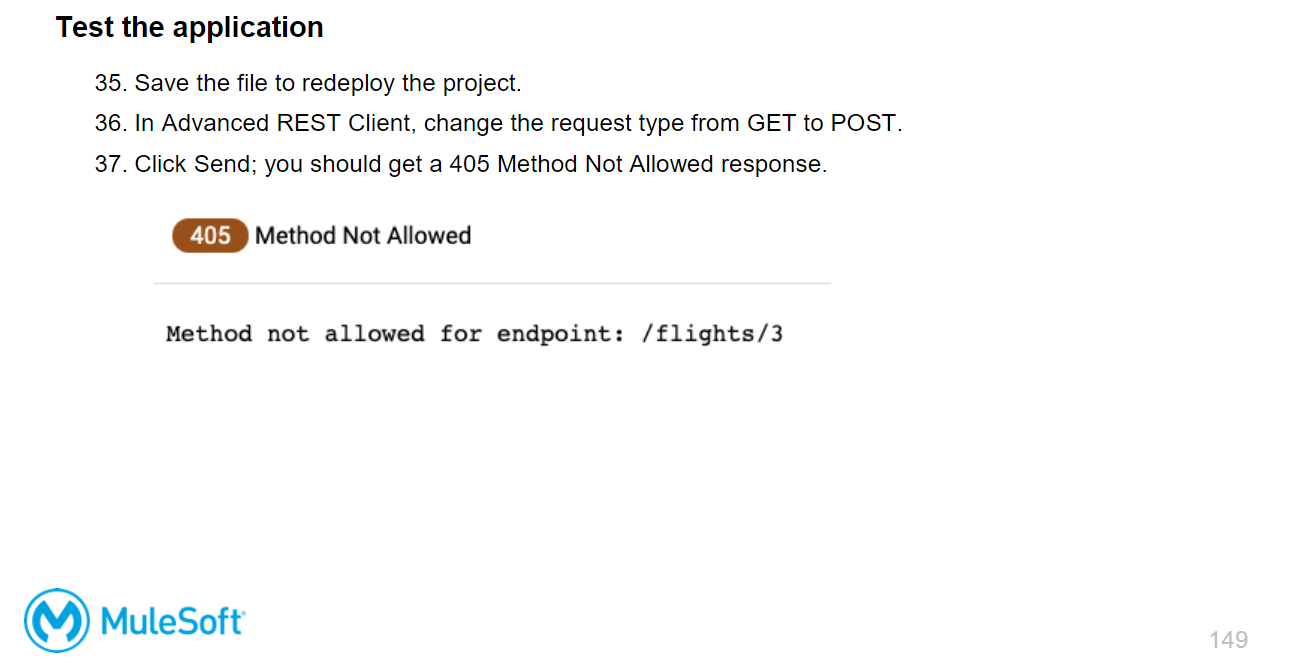 Test the application
35. Save the file to redeploy the project.
36. In Advanced REST Client, change the request type from GET to POST.
37. Click Send; you should get a 405 Method Not Allowed response.
405 Method Not Allowed
Method not allowed for endpoint: /flights/3
MuleSoft
149